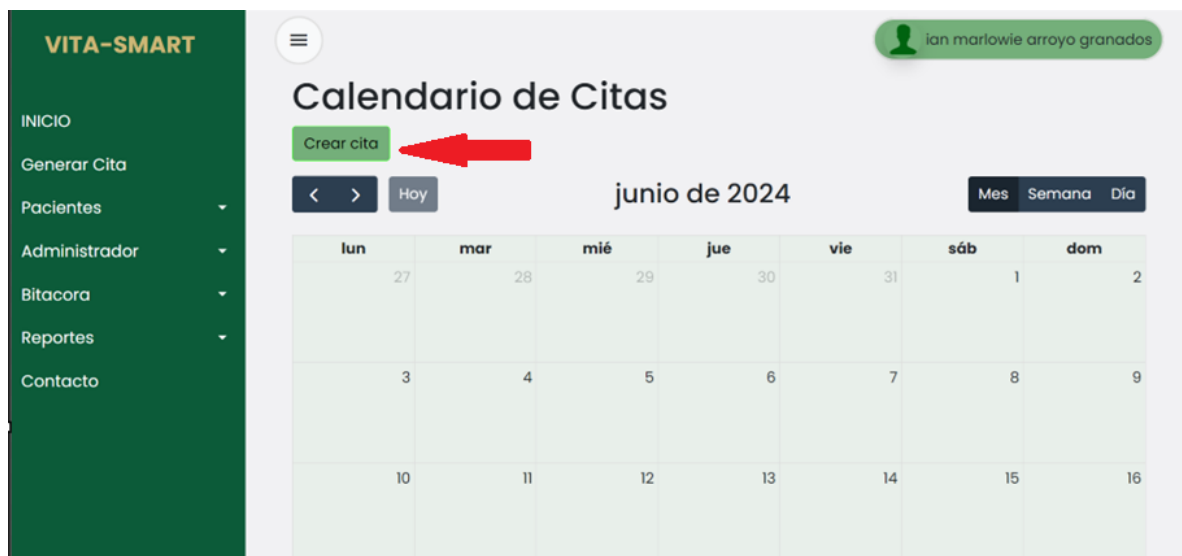 VITA-SMART
ian marlowie arroyo granados
INICIO
Generar Cita
Pacientes
Administrador
Bitacora
Reportes
Contacto
Calendario de Citas
Crear cita
Hoy
junio de 2024
Mes Semana Día
lun mar mié jue vie sáb dom
27 28 29 30 31 1 2
3 4 5 6 7 8 9
10 11 12 13 14 15 16